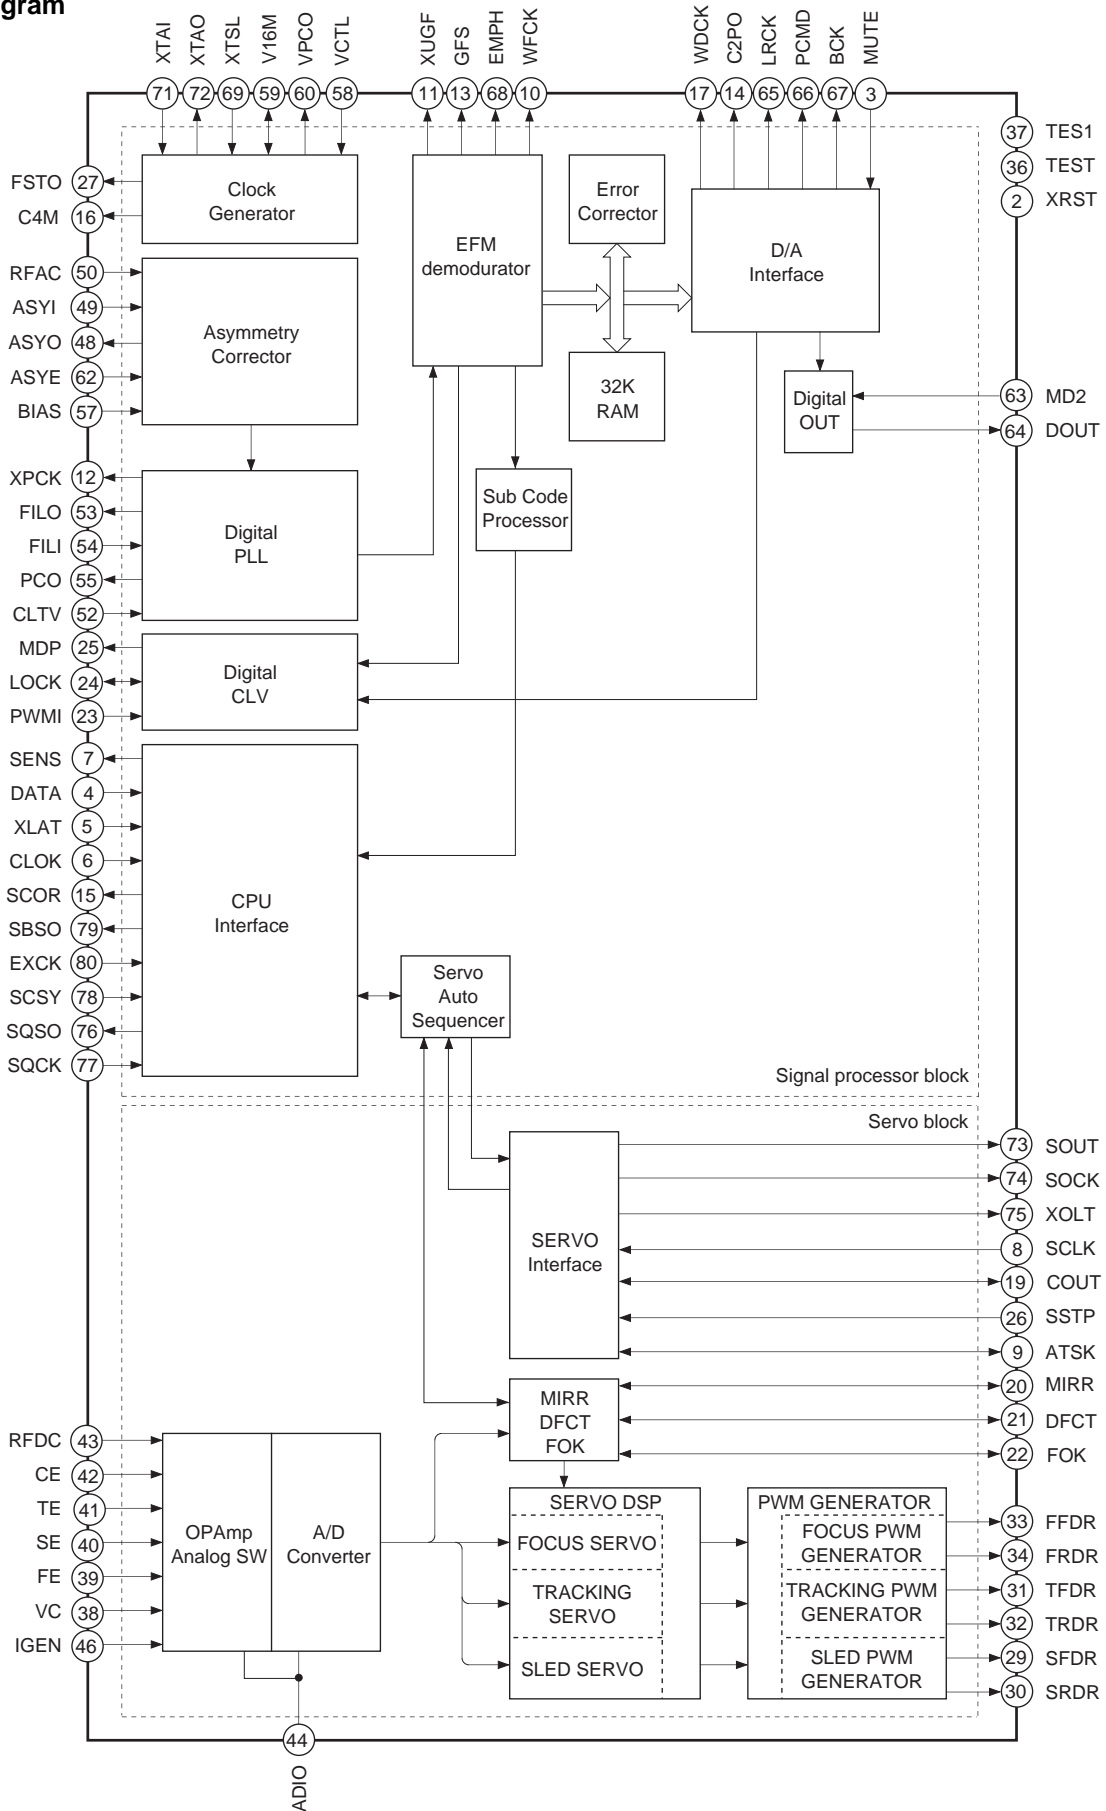 gram
XTAI
XTAO
XTSL
V16M
VPCO
VCTL
XUGF
GFS
EMPH
WFCK
WDCK
C2PO
LRCK
PCMD
BCK
MUTE
71 72 69 59 60 58 11 13 68 10 17 14 65 66 67 3
37 TES1
36 TEST
2 XRST
FSTO 27
C4M 16
Clock
Generator
EFM
demodurator
Error
Corrector
D/A
Interface
RFAC 50
ASYI 49
ASYO 48
ASYE 62
BIAS 57
Asymmetry
Corrector
32K
RAM
Digital
OUT
63 MD2
64 DOUT
XPCK 12
FILO 53
FILI 54
PCO 55
CLTV 52
Digital
PLL
Sub Code
Processor
MDP 25
LOCK 24
PWMI 23
Digital
CLV
SENS 7
DATA 4
XLAT 5
CLOK 6
SCOR 15
SBSO 79
EXCK 80
SCSY 78
SQSO 76
SQCK 77
CPU
Interface
Servo
Auto
Sequencer
Signal processor block
Servo block
SERVO
Interface
73 SOUT
74 SOCK
75 XOLT
8 SCLK
19 COUT
26 SSTP
9 ATSK
MIRR
DFCT
FOK
20 MIRR
21 DFCT
22 FOK
RFDC 43
CE 42
TE 41
SE 40
FE 39
VC 38
IGEN 46
OPAmp
Analog SW
A/D
Converter
SERVO DSP
FOCUS SERVO
TRACKING
SERVO
SLED SERVO
PWM GENERATOR
FOCUS PWM
GENERATOR
TRACKING PWM
GENERATOR
SLED PWM
GENERATOR
33 FFDR
34 FRDR
31 TFDR
32 TRDR
29 SFDR
30 SRDR
44
ADIO